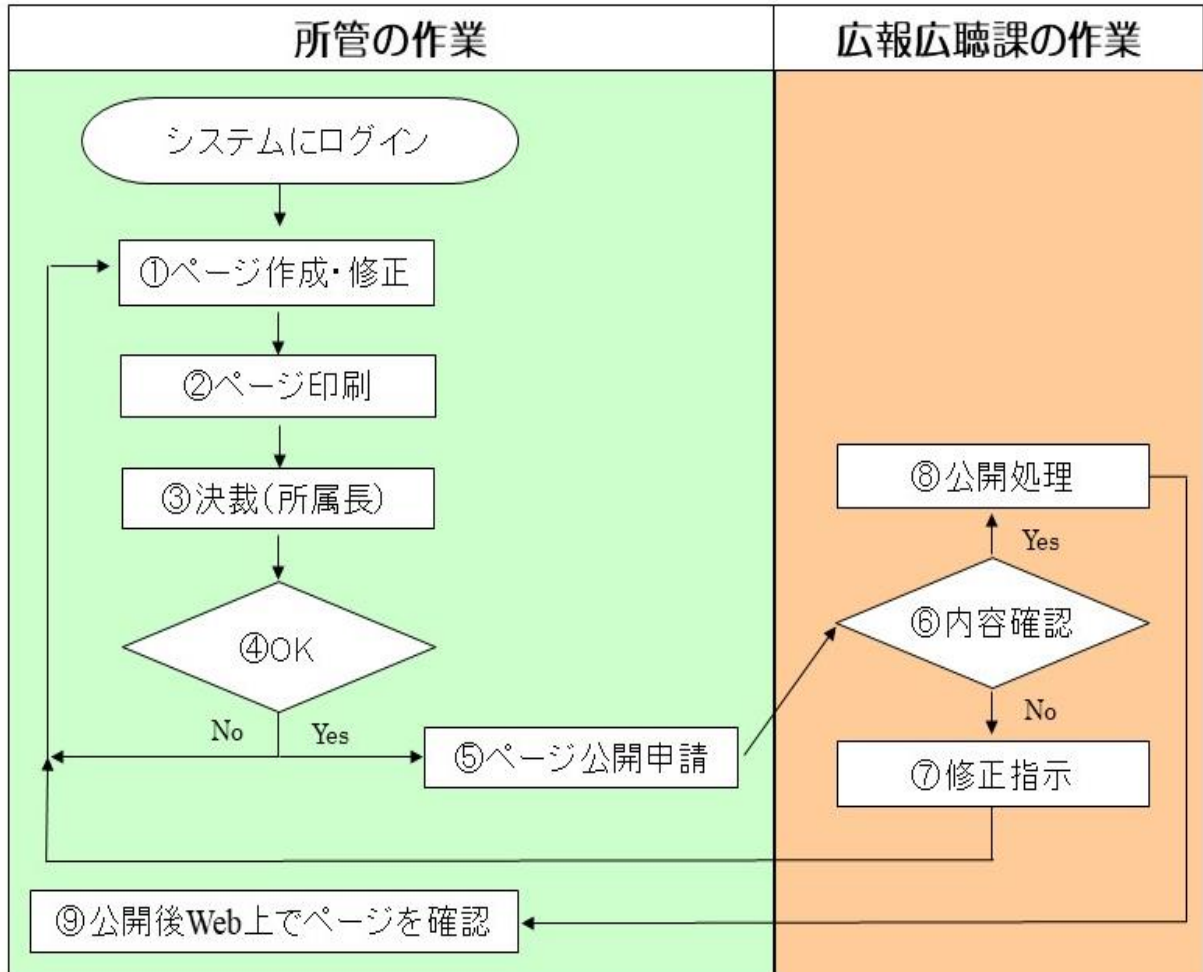 所管の作業
広報広聴課の作業
システムにログイン
①ページ作成・修正
②ページ印刷
③決裁(所属長)
④OK
No
Yes
⑤ページ公開申請
⑧公開処理
Yes
⑥内容確認
No
⑦修正指示
⑨公開後Web上でページを確認